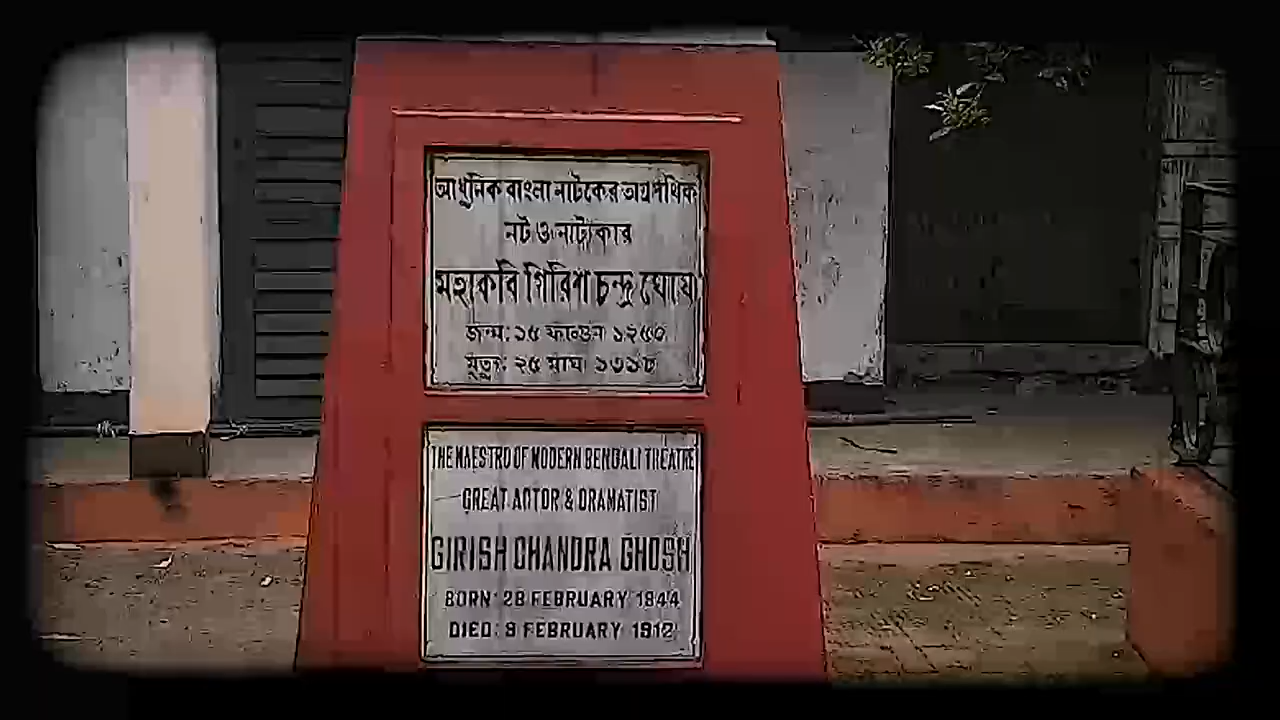 আধুনিক বাংলা নাটকের অগ্রপথিক
নট ও নাট্যকার
মহাকবি গিরিশ চন্দ্র ঘোষ
জন্ম: ১৫ ফাল্গুন ১২৫০
মৃত্যু: ২৫ মাঘ ১৩১৮
THE MAESTRO OF MODERN BENGALI THEATRE
GREAT ACTOR & DRAMATIST
GIRISH CHANDRA GHOSH
BORN: 28 FEBRUARY 1844
DIED: 9 FEBRUARY 1912